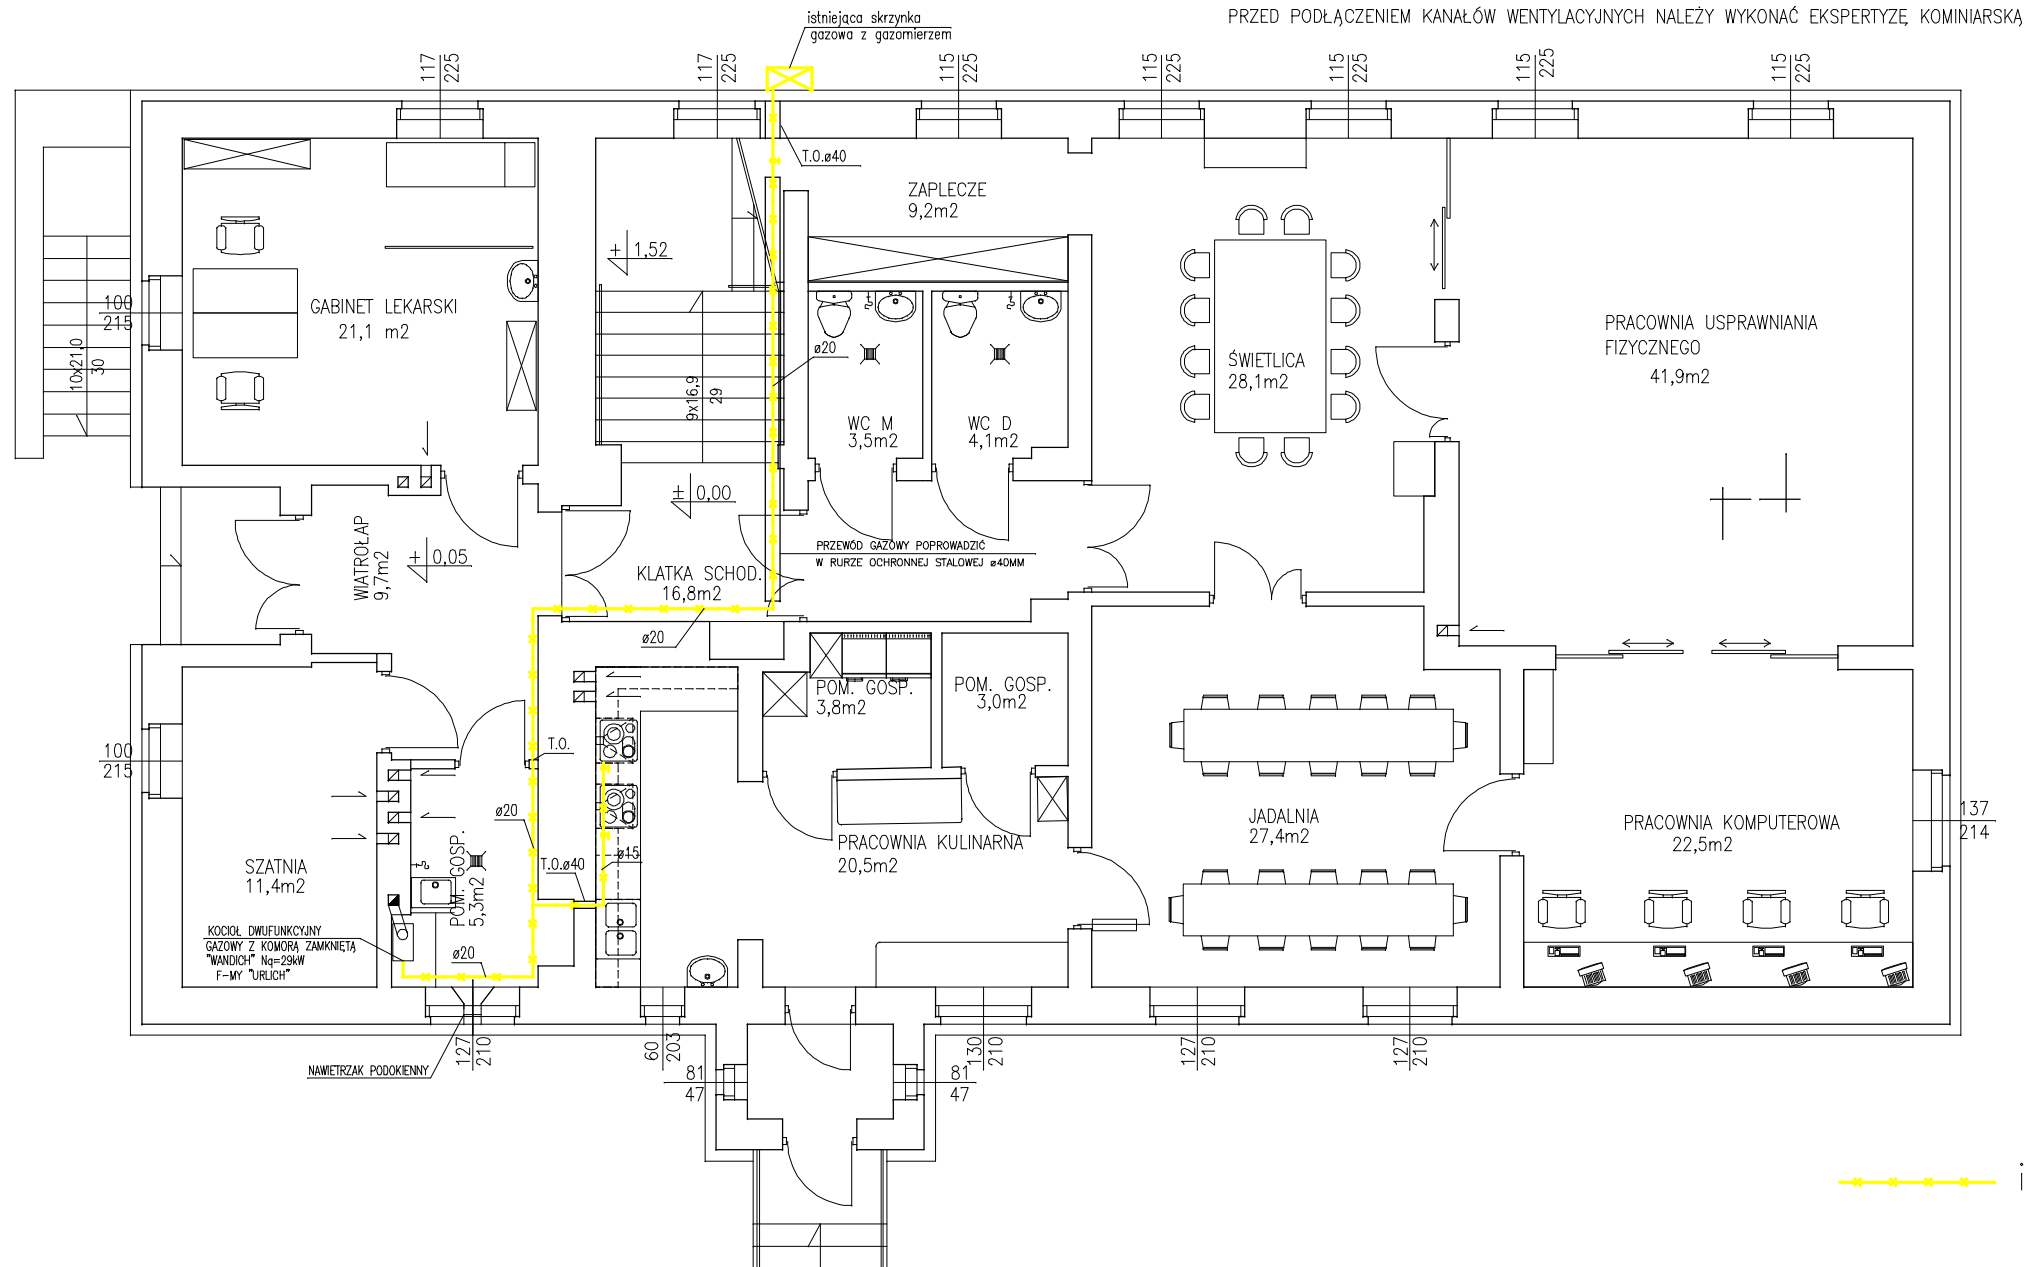 istniejąca skrzynka
gazowa z gazomierzem
PRZED PODŁĄCZENIEM KANAŁÓW WENTYLACYJNYCH NALEŻY WYKONAĆ EKSPERTYZĘ KOMINIARSKĄ
117
225
117
225
115
225
115
225
115
225
115
225
115
225
T.O.ø40
ZAPLECZE
9,2m2
+ 1,52
GABINET LEKARSKI
21,1 m2
100
215
10x21,0
30
ø20
9x16,9
29
WC M
3,5m2
WC D
4,1m2
ŚWIETLICA
28,1m2
PRACOWNIA USPRAWNIANIA
FIZYCZNEGO
41,9m2
± 0,00
WIATROŁAP
9,7m2
+ 0,05
PRZEWÓD GAZOWY POPROWADZIĆ
W RURZE OCHRONNEJ STALOWEJ ø40MM
KLATKA SCHOD.
16,8m2
ø20
POM. GOSP.
3,8m2
POM. GOSP.
3,0m2
100
215
T.O.
ø20
T.O.ø40
ø15
PRACOWNIA KULINARNA
20,5m2
JADALNIA
27,4m2
PRACOWNIA KOMPUTEROWA
22,5m2
137
214
SZATNIA
11,4m2
POM. GOSP.
5,3m2
KOCIOŁ DWUFUNKCYJNY
GAZOWY Z KOMORĄ ZAMKNIĘTĄ
"WANDICH" Nq=29kW
F-MY "URLICH"
ø20
NAWIETRZAK PODOKIENNY
127
210
60
203
81
47
81
47
130
210
127
210
127
210
i